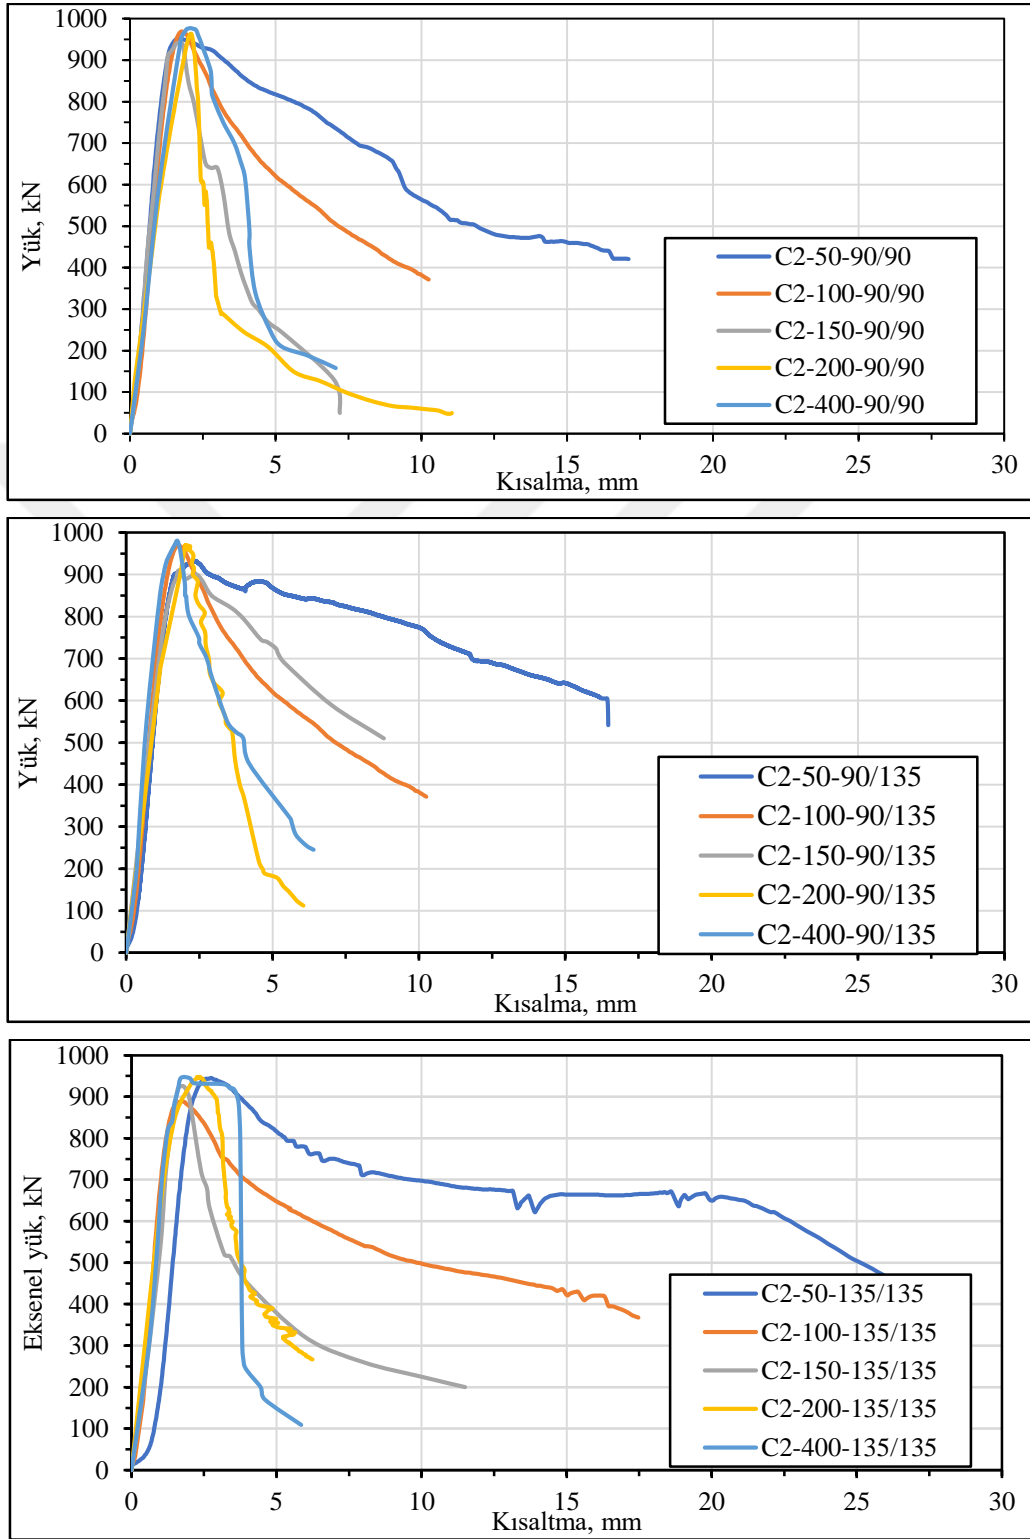 1000
900
800
700
600
500
400
300
200
100
0
Yük, kN
C2-50-90/90
C2-100-90/90
C2-150-90/90
C2-200-90/90
C2-400-90/90
0 5 10 15 20 25 30
Kısalma, mm
1000
900
800
700
600
500
400
300
200
100
0
Yük, kN
C2-50-90/135
C2-100-90/135
C2-150-90/135
C2-200-90/135
C2-400-90/135
0 5 10 15 20 25 30
Kısalma, mm
1000
900
800
700
600
500
400
300
200
100
0
Eksenel yük, kN
C2-50-135/135
C2-100-135/135
C2-150-135/135
C2-200-135/135
C2-400-135/135
0 5 10 15 20 25 30
Kısaltma, mm